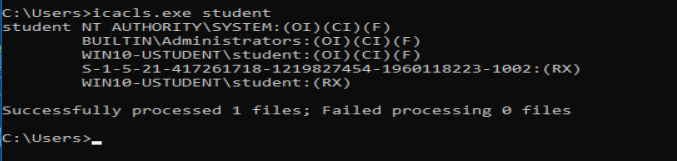 C:\Users>icacls.exe student
student NT AUTHORITY\SYSTEM:(OI)(CI)(F)
BUILTIN\Administrators:(OI)(CI)(F)
WIN10-USTUDENT\student:(OI)(CI)(F)
S-1-5-21-417261718-1219827454-1960118223-1002:(RX)
WIN10-USTUDENT\student:(RX)
Successfully processed 1 files; Failed processing 0 files
C:\Users>